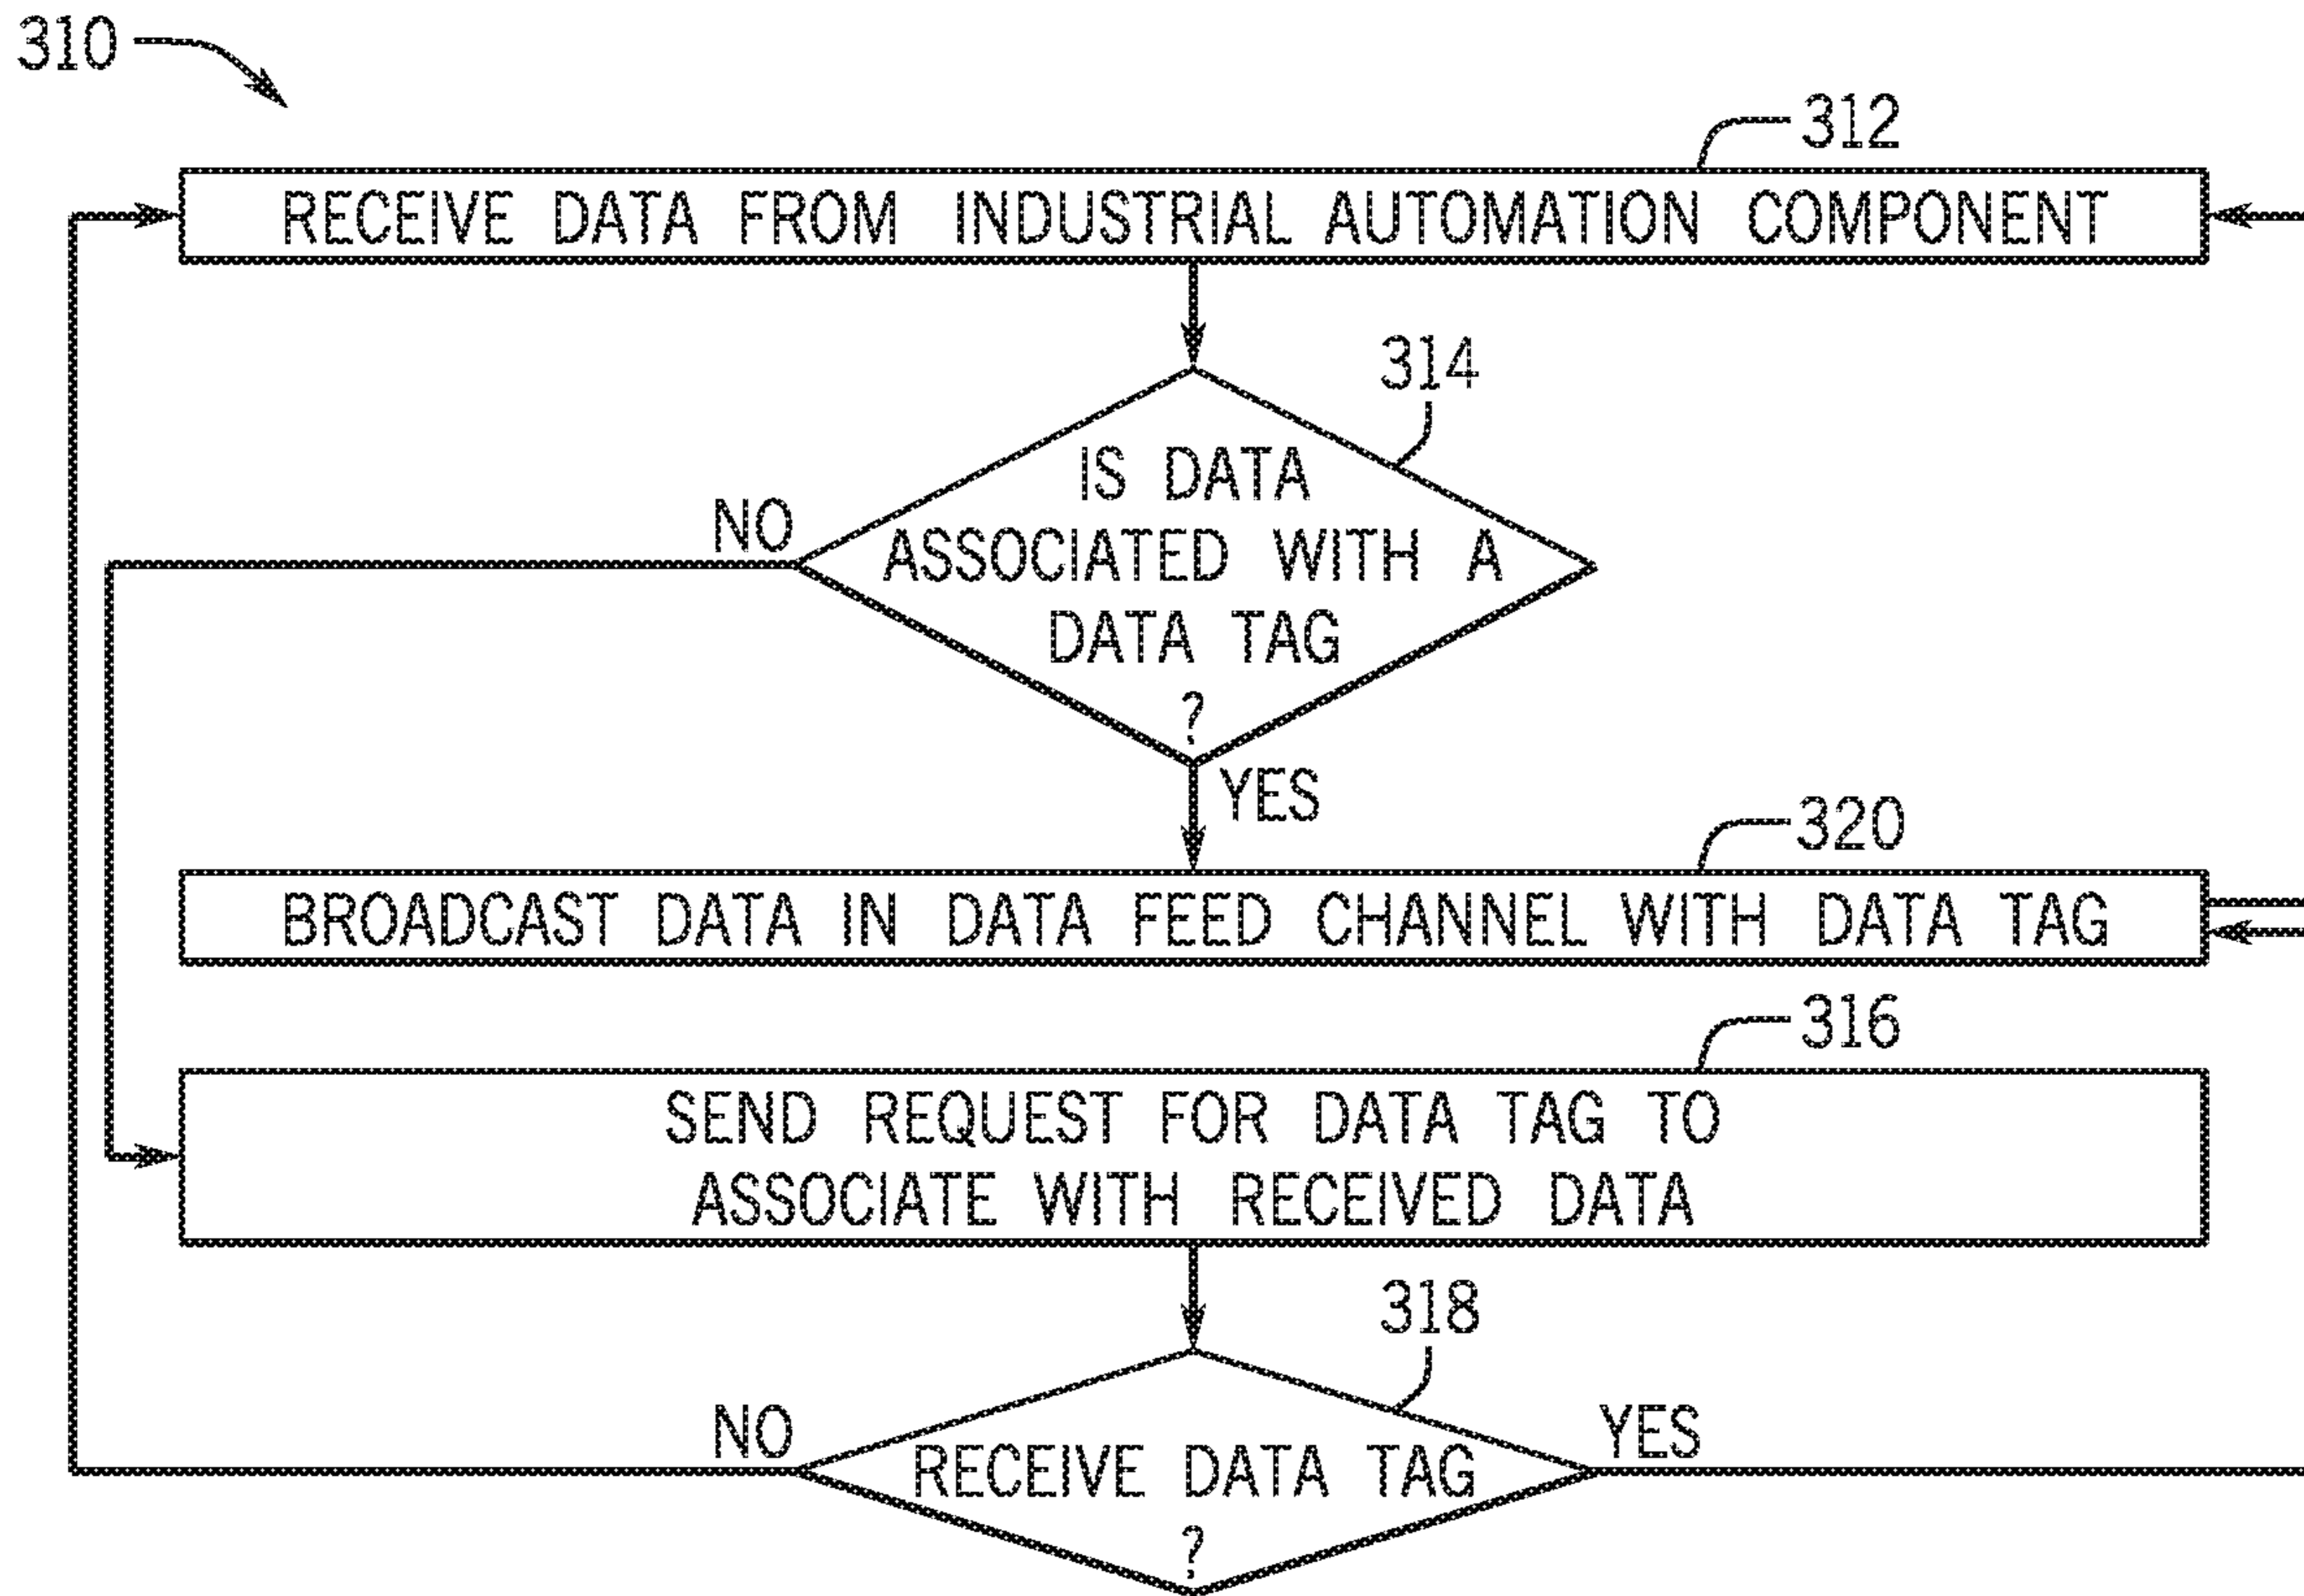 310
312
RECEIVE DATA FROM INDUSTRIAL AUTOMATION COMPONENT
314
IS DATA
ASSOCIATED WITH A
DATA TAG
?
NO
YES
320
BROADCAST DATA IN DATA FEED CHANNEL WITH DATA TAG
316
SEND REQUEST FOR DATA TAG TO
ASSOCIATE WITH RECEIVED DATA
318
NO
YES
RECEIVE DATA TAG
?